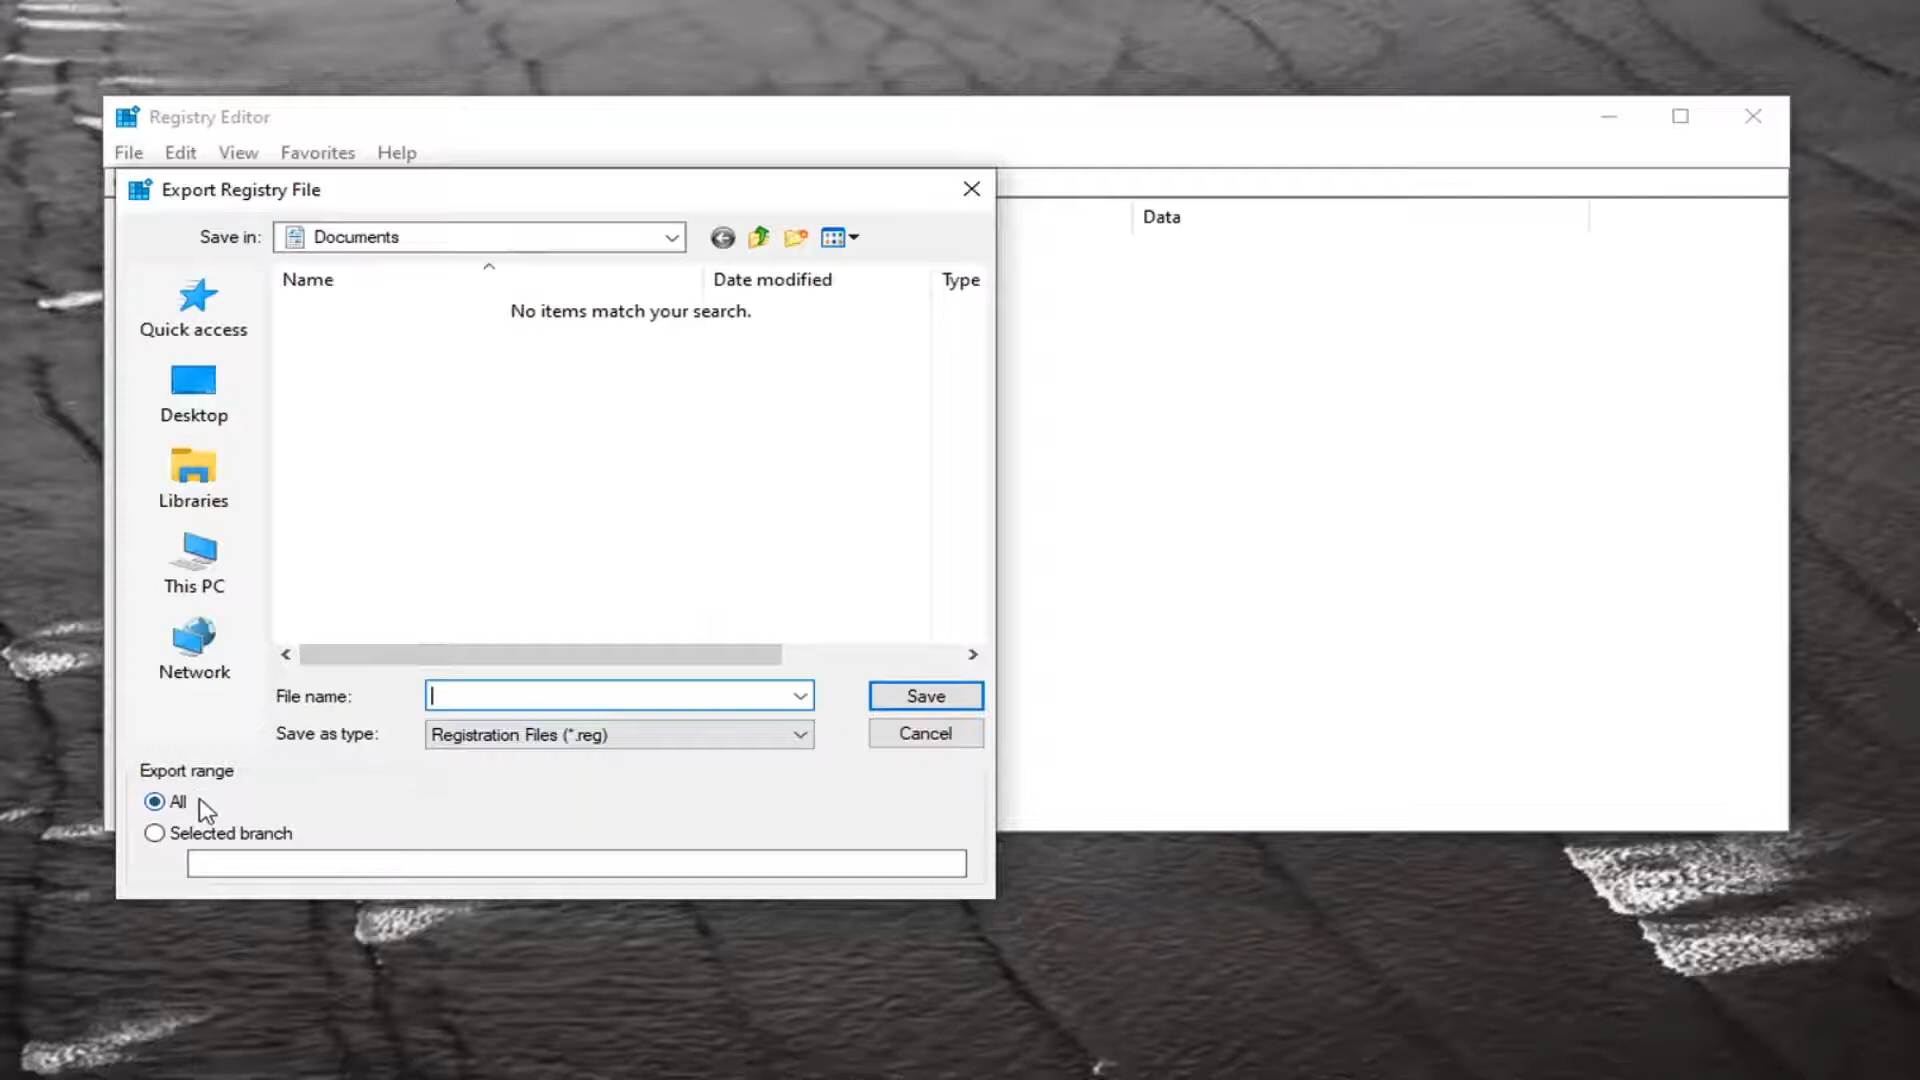 Registry Editor
File Edit View Favorites Help
Export Registry File
Save in: Documents
Data
Name Date modified Type
No items match your search.
Quick access
Desktop
Libraries
This PC
Network
File name: Save
Save as type: Registration Files (*.reg) Cancel
Export range
All
Selected branch